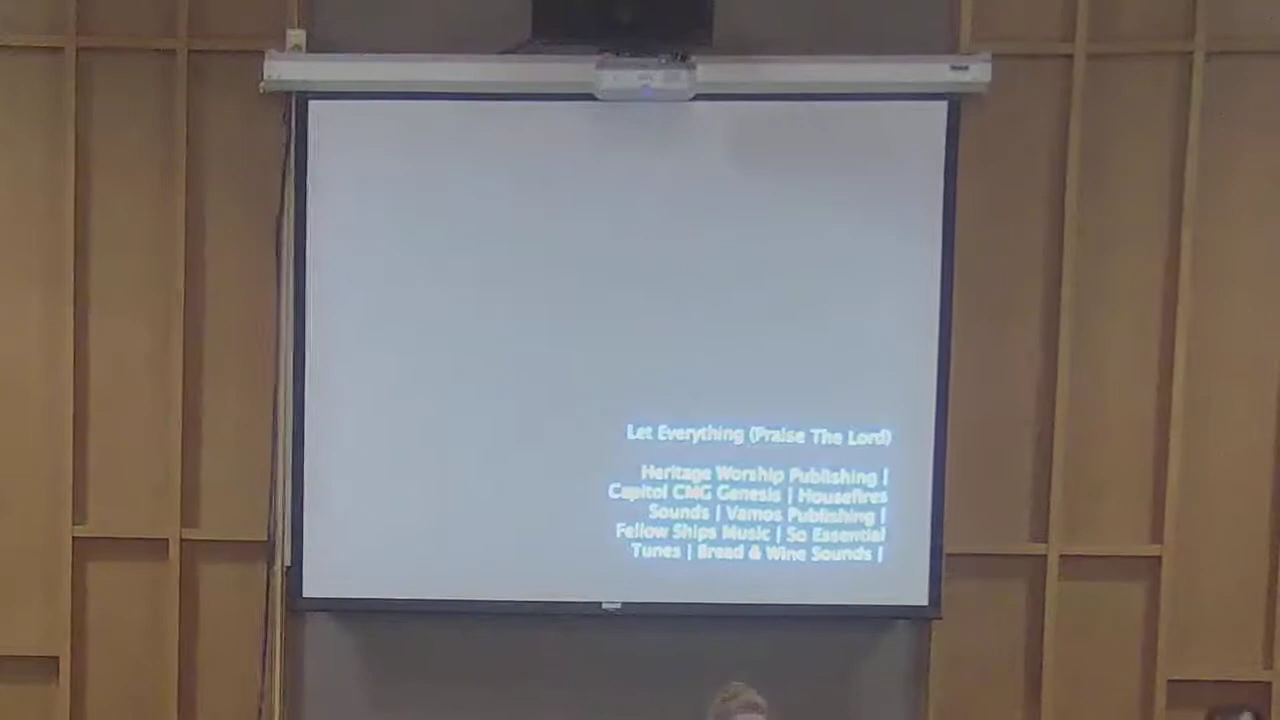 Let Everything (Praise The Lord)
Heritage Worship Publishing |
Capitol CMG Genesis | Housefires
Sounds | Vamos Publishing |
Fellow Ships Music | So Essential
Tunes | Bread & Wine Sounds |